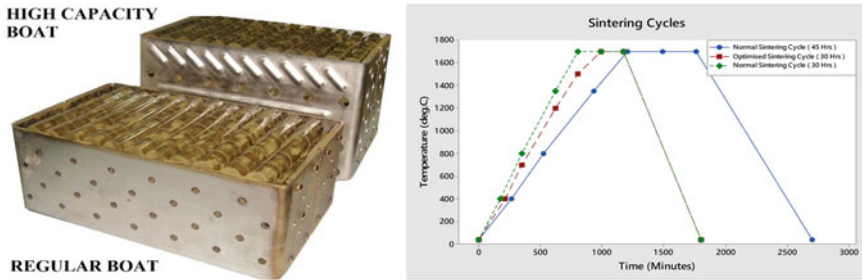 HIGH CAPACITY
BOAT
REGULAR BOAT
Sintering Cycles
Normal Sintering Cycle ( 45 Hrs )
Optimised Sintering Cycle ( 30 Hrs )
Normal Sintering Cycle ( 30 Hrs )
Temperature (deg.C)
1800
1600
1400
1200
1000
800
600
400
200
0
0
500
1000
1500
2000
2500
3000
Time (Minutes)